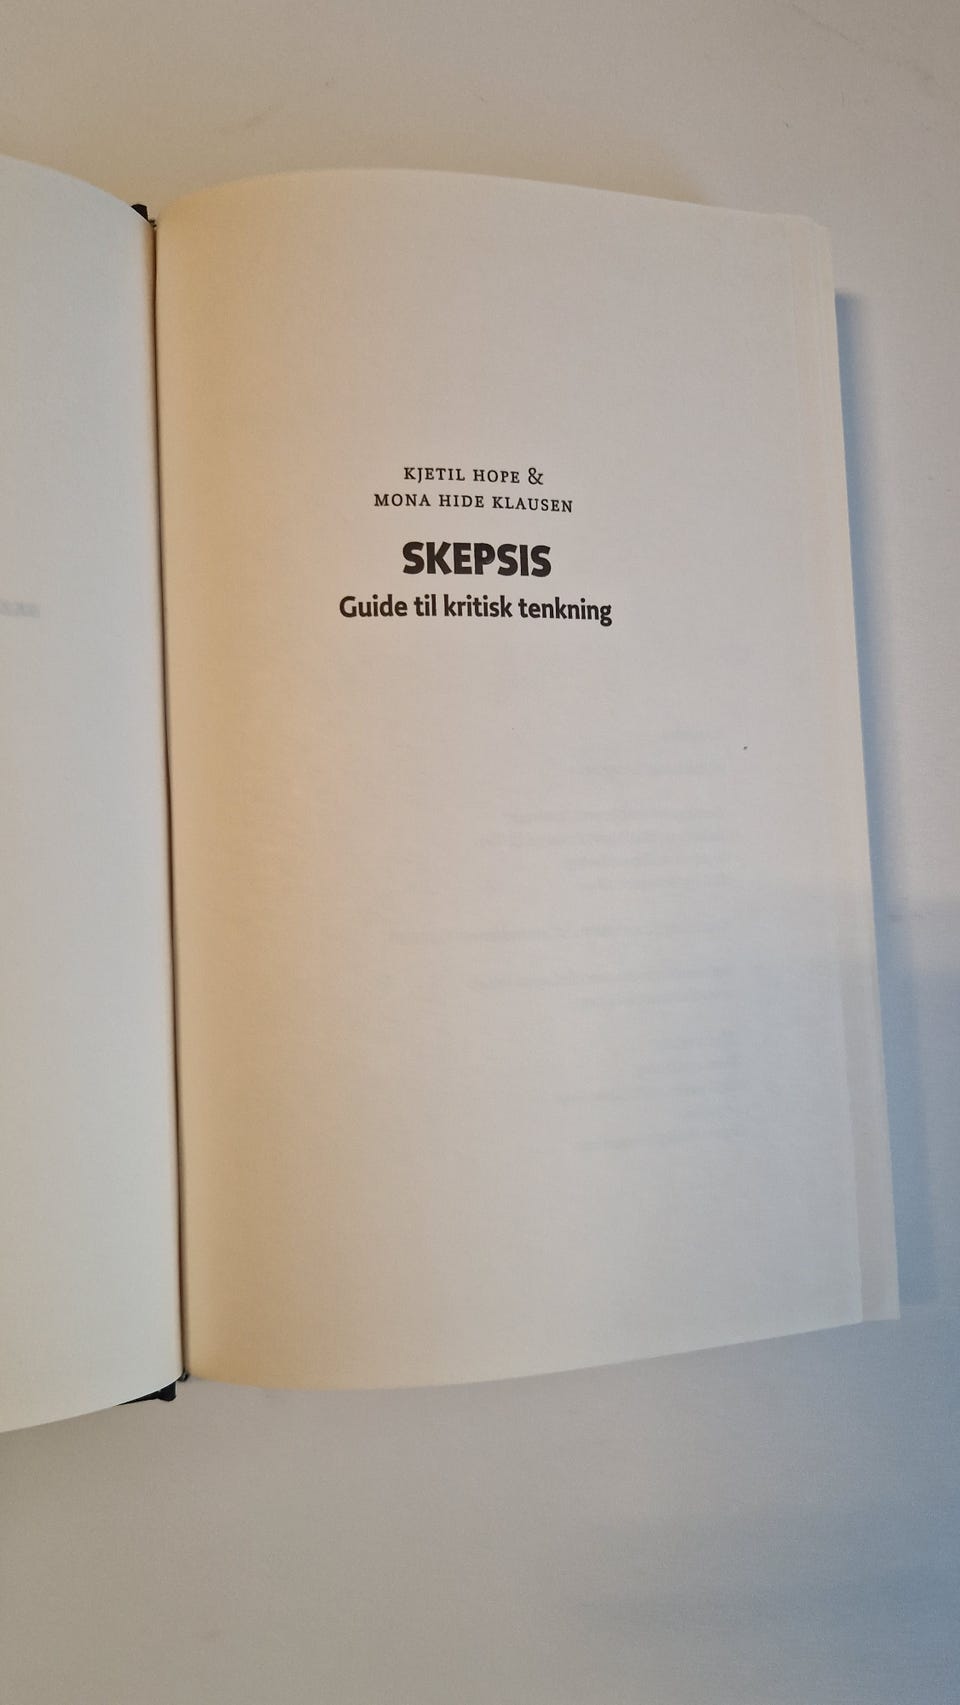 KJETIL HOPE &
MONA HIDE KLAUSEN
SKEPSIS
Guide til kritisk tenkning